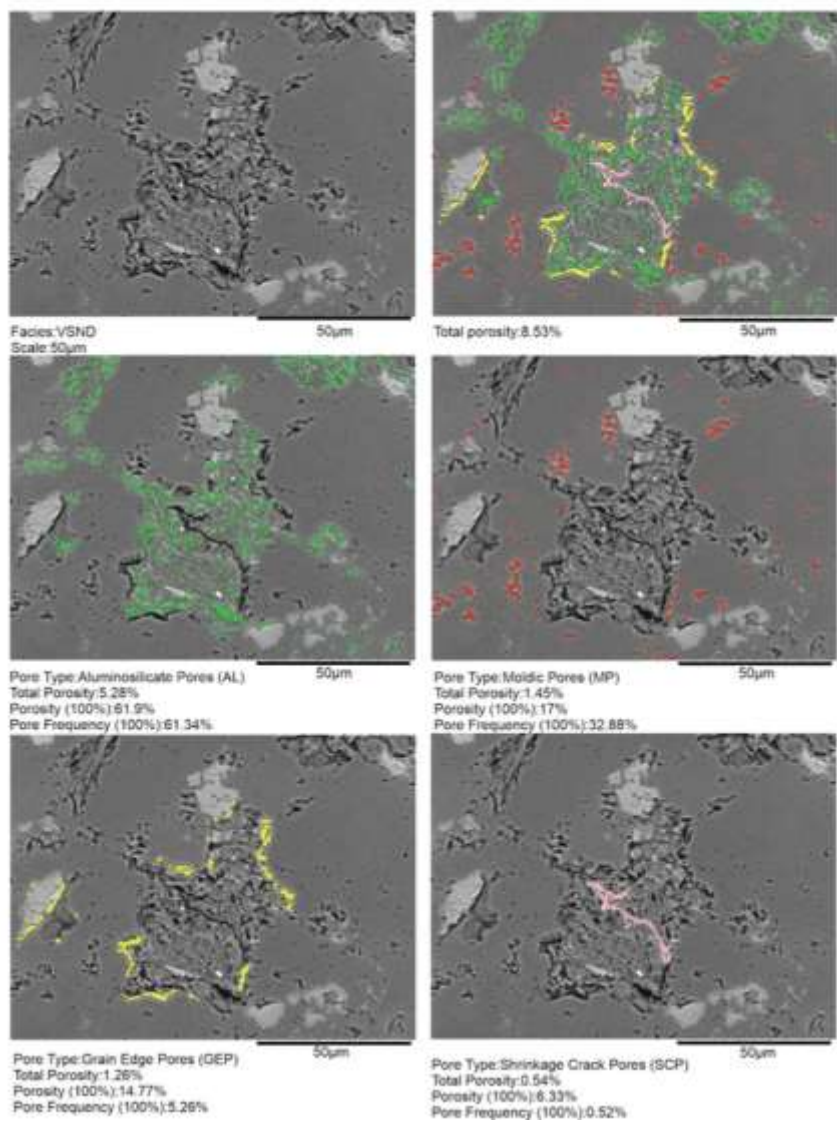 50µm
Facies:VSND
Scale:50µm
50µm
Total porosity:8.53%
50µm
Pore Type:Aluminosilicate Pores (AL)
Total Porosity:5.28%
Porosity (100%):61.9%
Pore Frequency (100%):61.34%
50µm
Pore Type:Moldic Pores (MP)
Total Porosity:1.45%
Porosity (100%):17%
Pore Frequency (100%):32.88%
50µm
Pore Type:Grain Edge Pores (GEP)
Total Porosity:1.26%
Porosity (100%):14.77%
Pore Frequency (100%):5.26%
50µm
Pore Type:Shrinkage Crack Pores (SCP)
Total Porosity:0.54%
Porosity (100%):6.33%
Pore Frequency (100%):0.52%